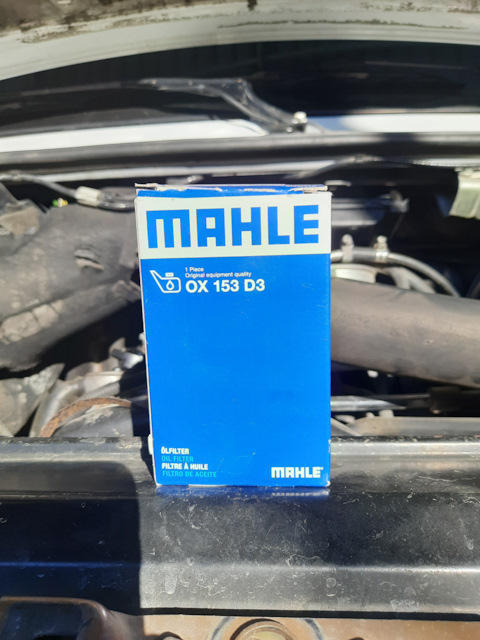 MAHLE
1 Piece
Original equipment quality
OX 153 D3
ÖLFILTER
OIL FILTER
FILTRE À HUILE
FILTRO DE ACEITE
MAHLE